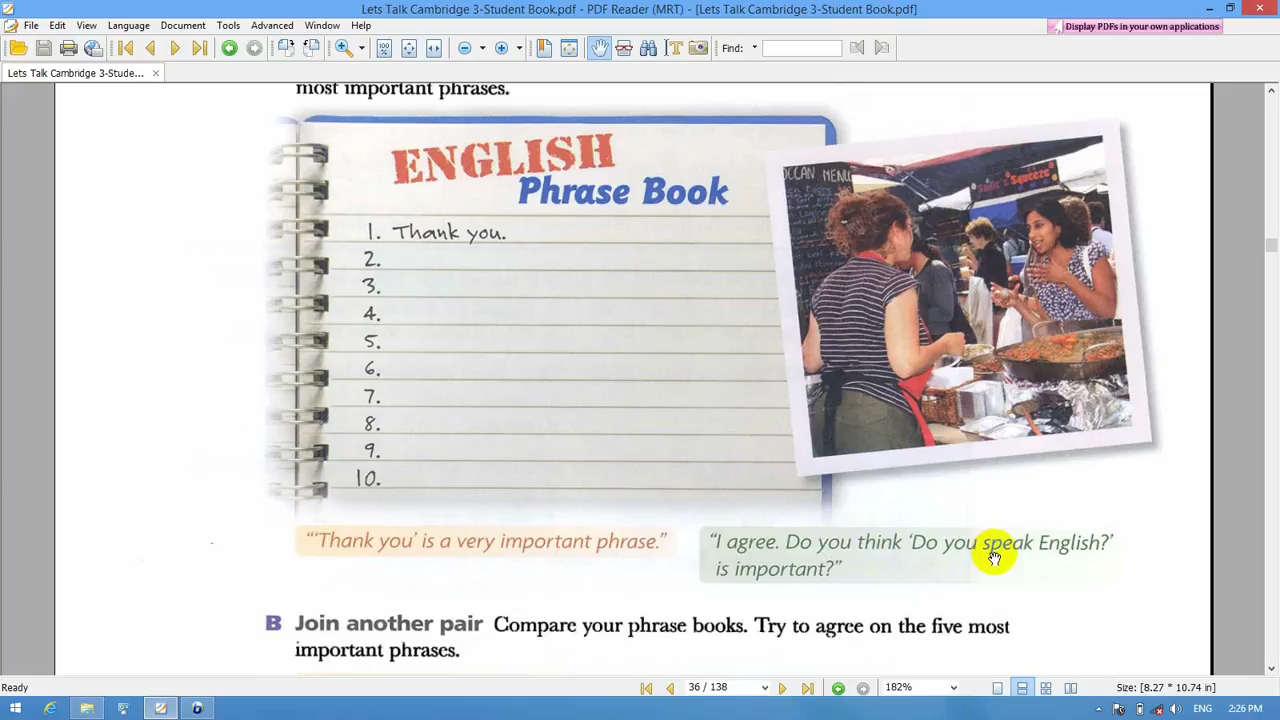 Lets Talk Cambridge 3-Student Book.pdf - PDF Reader (MRT) - [Lets Talk Cambridge 3-Student Book.pdf]
File Edit View Language Document Tools Advanced Window Lets
Display PDFs in your own applications
Find:
Lets Talk Cambridge 3-Stude...
most important phrases.
ENGLISH
Phrase Book
1. Thank you.
2.
3.
4.
5.
6.
7.
8.
9.
10.
OCCAN MENU
Squeeze
"'Thank you' is a very important phrase."
"I agree. Do you think 'Do you speak English?'
is important?"
B Join another pair Compare your phrase books. Try to agree on the five most
important phrases.
Ready
36 / 138
182%
Size: [8.27 * 10.74 in]
ENG
2:26 PM